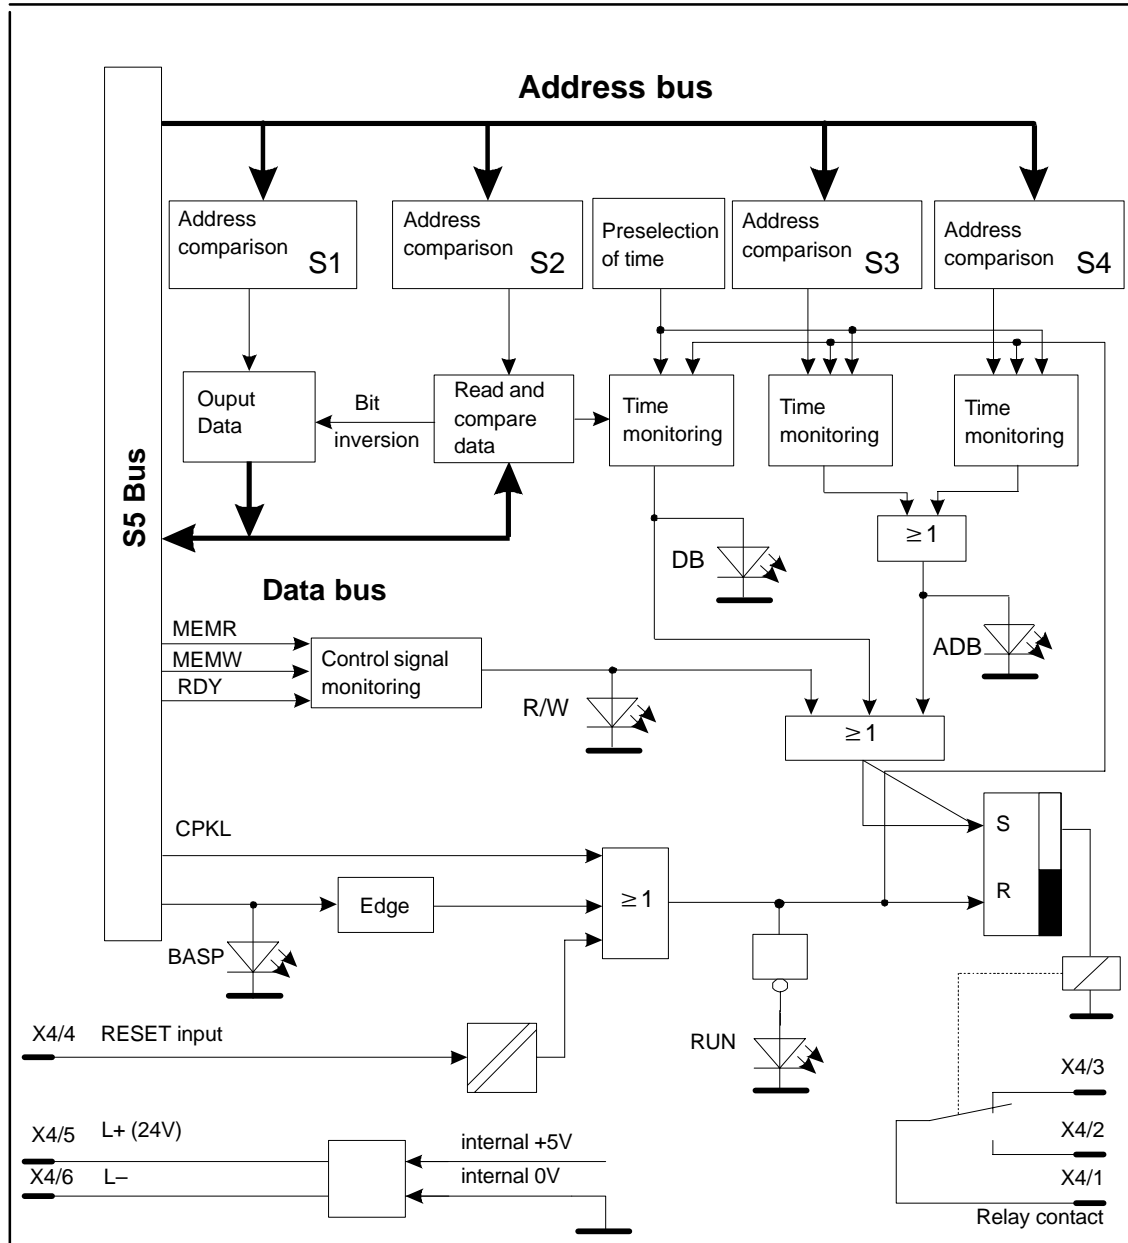 Address bus
Address
comparison
S1
Address
comparison
S2
Preselection
of time
Address
comparison
S3
Address
comparison
S4
Ouput
Data
Bit
inversion
Read and
compare
data
Time
monitoring
Time
monitoring
Time
monitoring
S5 Bus
≥ 1
DB
Data bus
ADB
MEMR
MEMW
RDY
Control signal
monitoring
R/W
≥ 1
CPKL
S
R
Edge
≥ 1
BASP
X4/4 RESET input
RUN
X4/3
X4/5 L+ (24V)
internal +5V
X4/2
X4/6 L–
internal 0V
X4/1
Relay contact